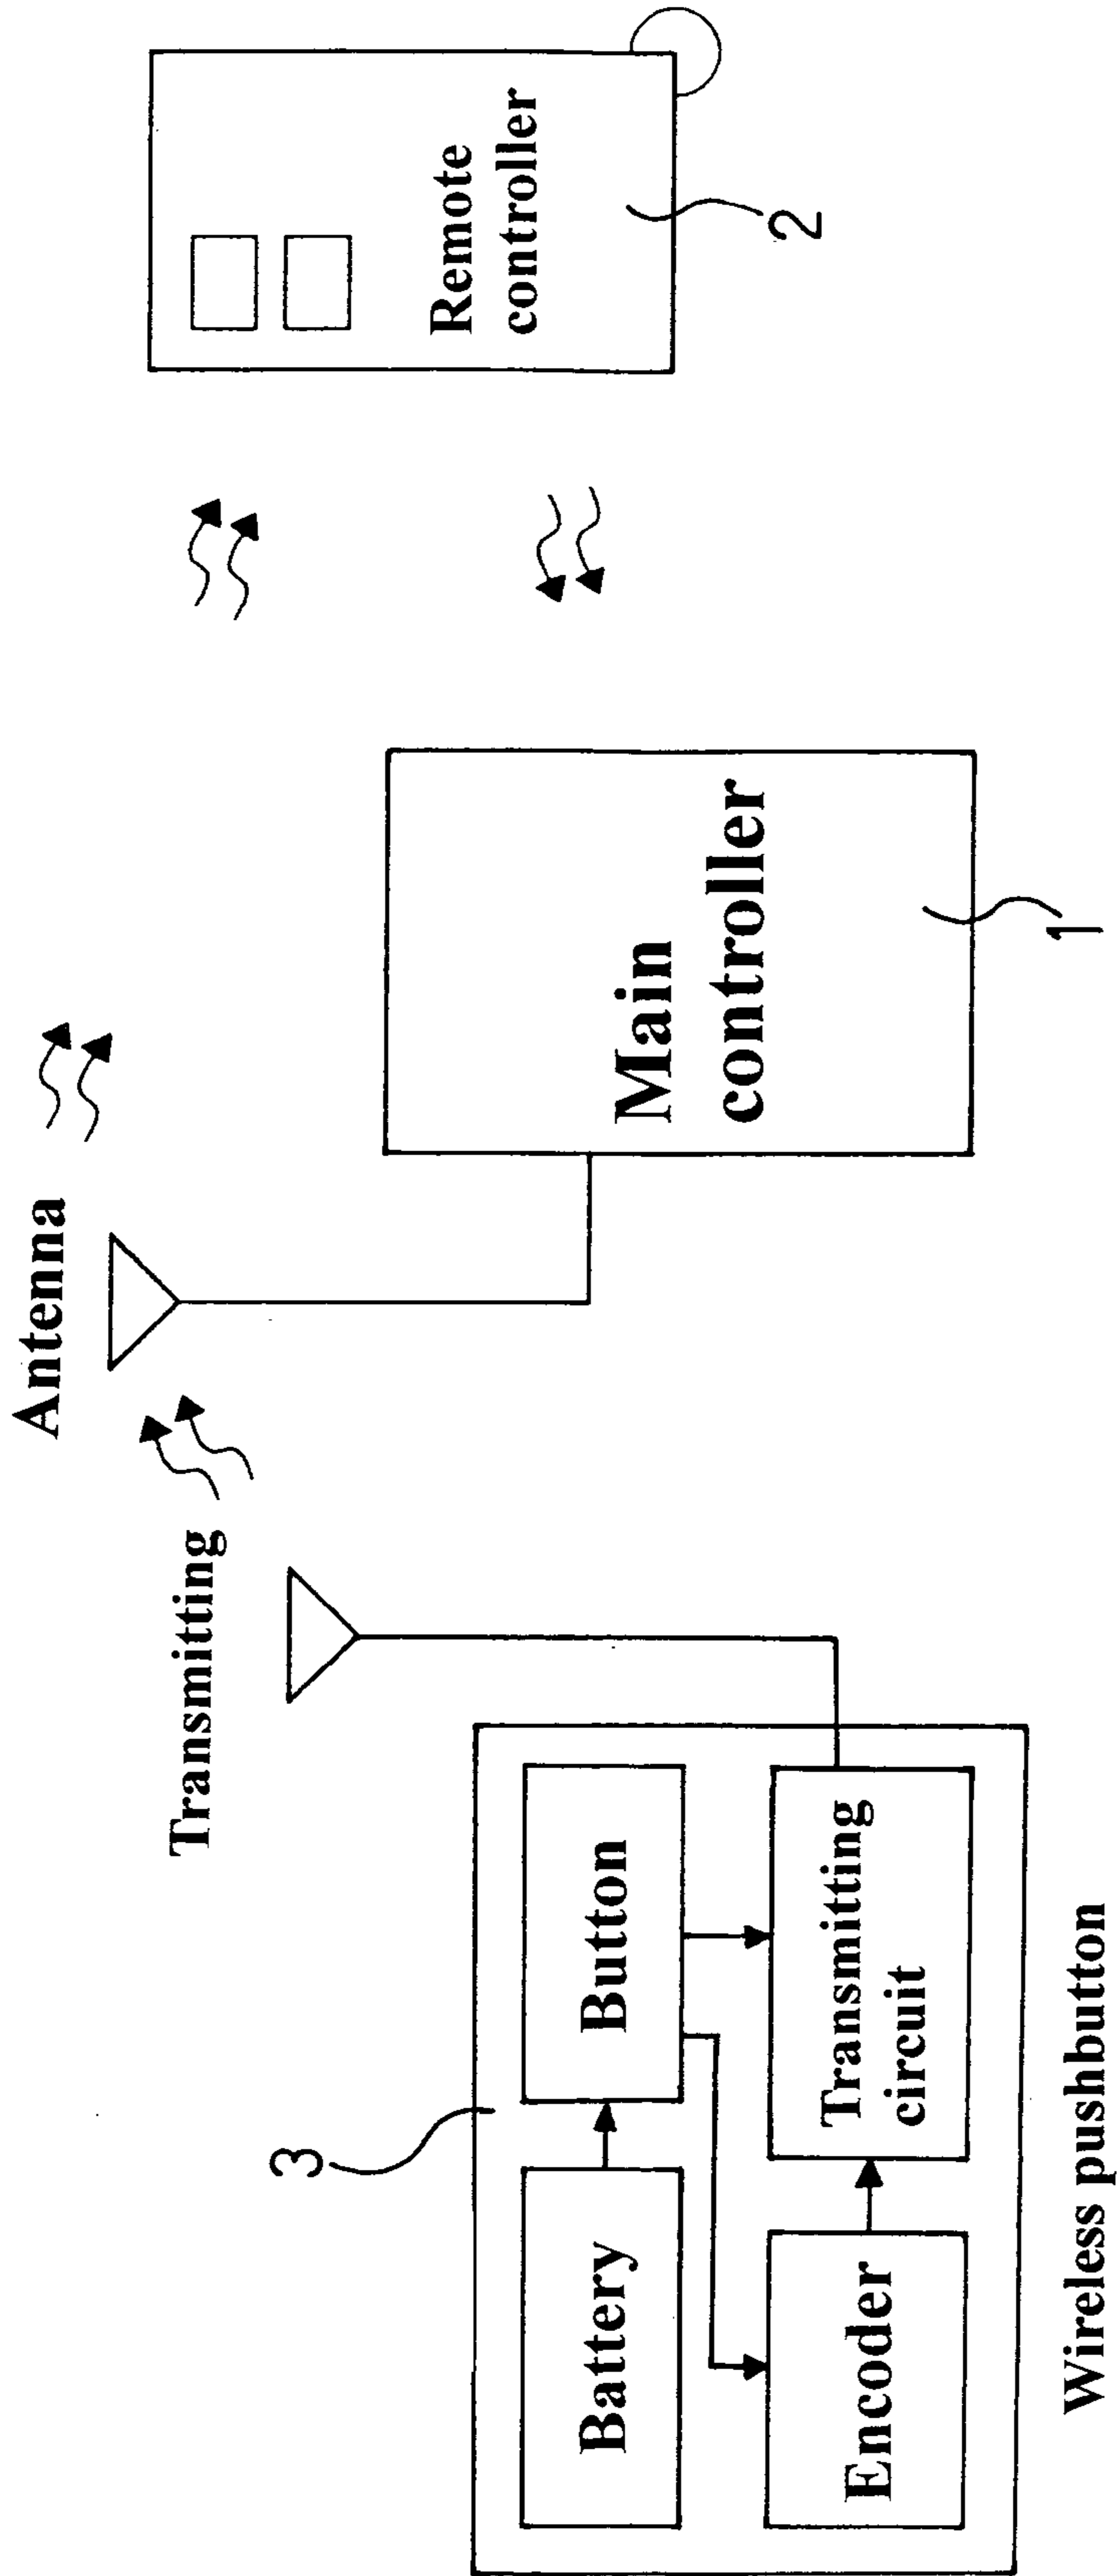 Antenna
Transmitting
3
Battery
Button
Encoder
Transmitting
circuit
Wireless pushbutton
Main
controller
1
Remote
controller
2